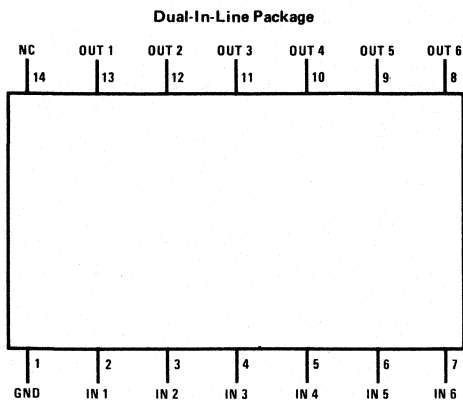 Dual-In-Line Package
NC OUT 1 OUT 2 OUT 3 OUT 4 OUT 5 OUT 6
14 13 12 11 10 9 8
1 2 3 4 5 6 7
GND IN 1 IN 2 IN 3 IN 4 IN 5 IN 6